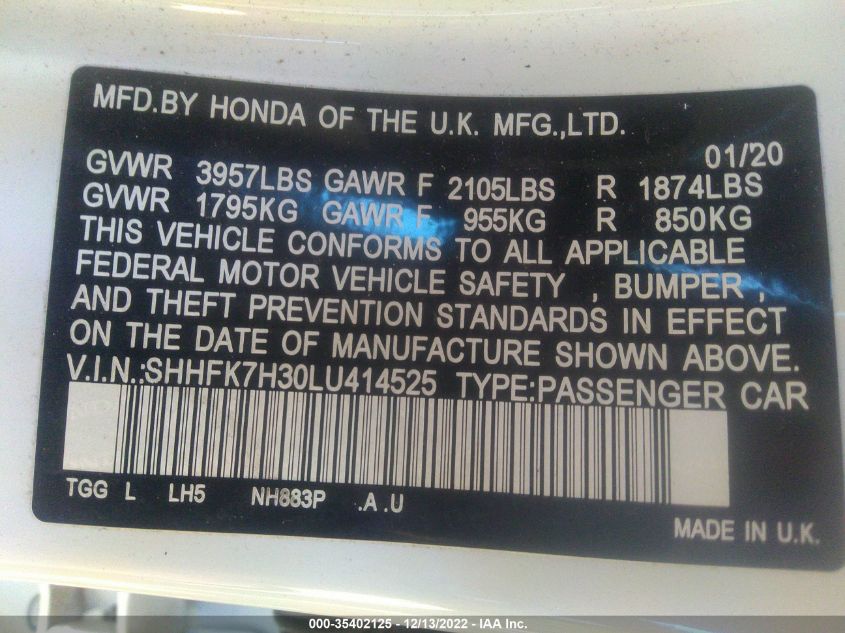 MFD.BY HONDA OF THE U.K. MFG.,LTD.
01/20
GVWR 3957LBS GAWR F 2105LBS R 1874LBS
GVWR 1795KG GAWR F 955KG R 850KG
THIS VEHICLE CONFORMS TO ALL APPLICABLE
FEDERAL MOTOR VEHICLE SAFETY , BUMPER ,
AND THEFT PREVENTION STANDARDS IN EFFECT
ON THE DATE OF MANUFACTURE SHOWN ABOVE.
V.I.N.:SHHFK7H30LU414525 TYPE:PASSENGER CAR
TGG L LH5 NH883P .A .U
MADE IN U.K.
000-35402125 - 12/13/2022 - IAA Inc.